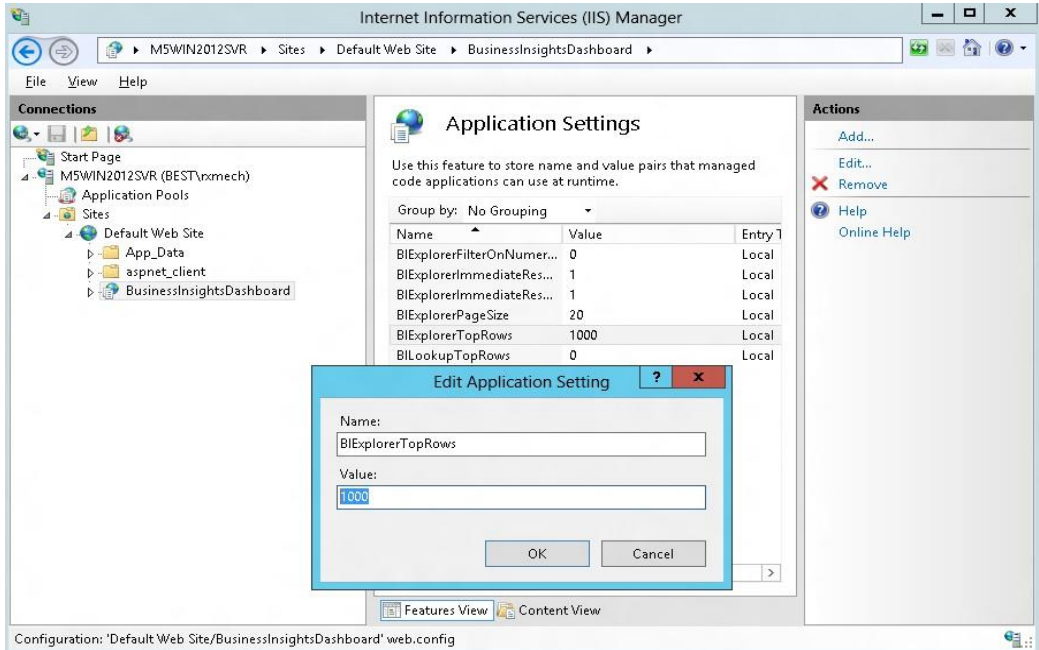 Internet Information Services (IIS) Manager
M5WIN2012SVR Sites Default Web Site BusinessInsightsDashboard
File View Help
Connections
Start Page
M5WIN2012SVR (BEST\rxmech)
Application Pools
Sites
Default Web Site
App_Data
aspnet_client
BusinessInsightsDashboard
Application Settings
Use this feature to store name and value pairs that managed
code applications can use at runtime.
Group by: No Grouping
Name Value Entry T
BIExplorerFilterOnNumer... 0 Local
BIExplorerImmediateRes... 1 Local
BIExplorerImmediateRes... 1 Local
BIExplorerPageSize 20 Local
BIExplorerTopRows 1000 Local
BILookupTopRows 0 Local
Edit Application Setting ? x
Name:
BIExplorerTopRows
Value:
1000
OK Cancel
Features View Content View
Actions
Add...
Edit...
Remove
Help
Online Help
Configuration: 'Default Web Site/BusinessInsightsDashboard' web.config